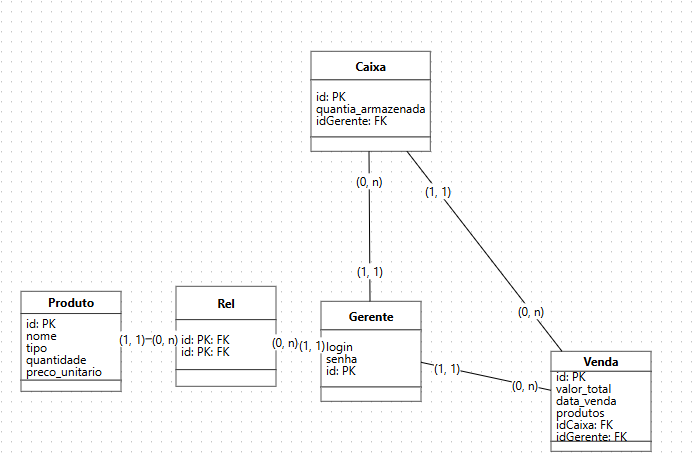 Caixa
id: PK
quantia_armazenada
idGerente: FK
(0, n)
(1, 1)
(1, 1)
(0, n)
Produto
id: PK
nome
tipo
quantidade
preco_unitario
(1, 1)
(0, n)
Rel
id: PK: FK
id: PK: FK
(0, n)
(1, 1)
Gerente
login
senha
id: PK
(1, 1)
(0, n)
Venda
id: PK
valor_total
data_venda
produtos
idCaixa: FK
idGerente: FK